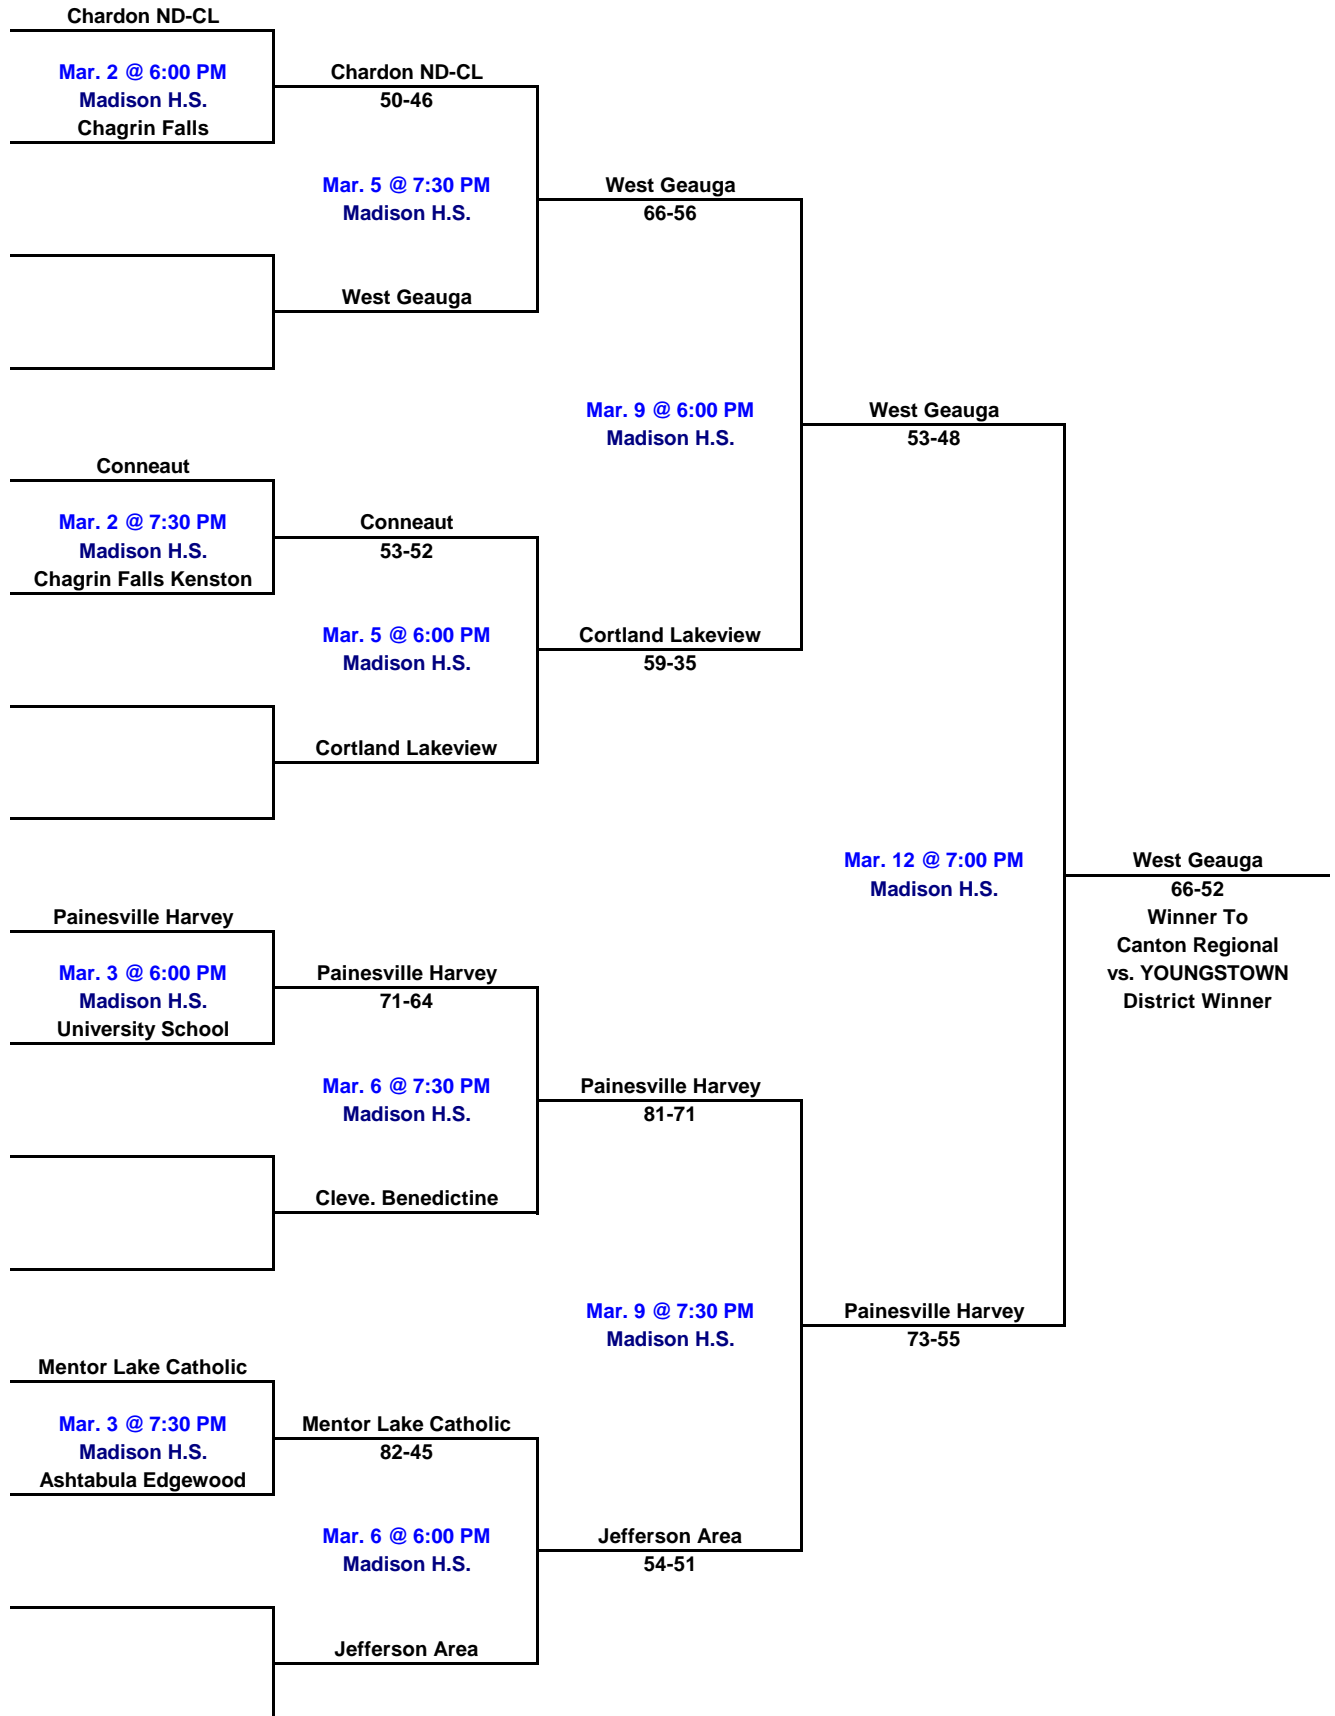 Chardon ND-CL
Mar. 2 @ 6:00 PM
Madison H.S.
Chagrin Falls
Chardon ND-CL
50-46
Mar. 5 @ 7:30 PM
Madison H.S.
West Geauga
West Geauga
66-56
Mar. 9 @ 6:00 PM
Madison H.S.
West Geauga
53-48
Conneaut
Mar. 2 @ 7:30 PM
Madison H.S.
Chagrin Falls Kenston
Conneaut
53-52
Mar. 5 @ 6:00 PM
Madison H.S.
Cortland Lakeview
Cortland Lakeview
59-35
Mar. 12 @ 7:00 PM
Madison H.S.
West Geauga
66-52
Winner To
Canton Regional
vs. YOUNGSTOWN
District Winner
Painesville Harvey
Mar. 3 @ 6:00 PM
Madison H.S.
University School
Painesville Harvey
71-64
Mar. 6 @ 7:30 PM
Madison H.S.
Cleve. Benedictine
Painesville Harvey
81-71
Mar. 9 @ 7:30 PM
Madison H.S.
Painesville Harvey
73-55
Mentor Lake Catholic
Mar. 3 @ 7:30 PM
Madison H.S.
Ashtabula Edgewood
Mentor Lake Catholic
82-45
Mar. 6 @ 6:00 PM
Madison H.S.
Jefferson Area
Jefferson Area
54-51